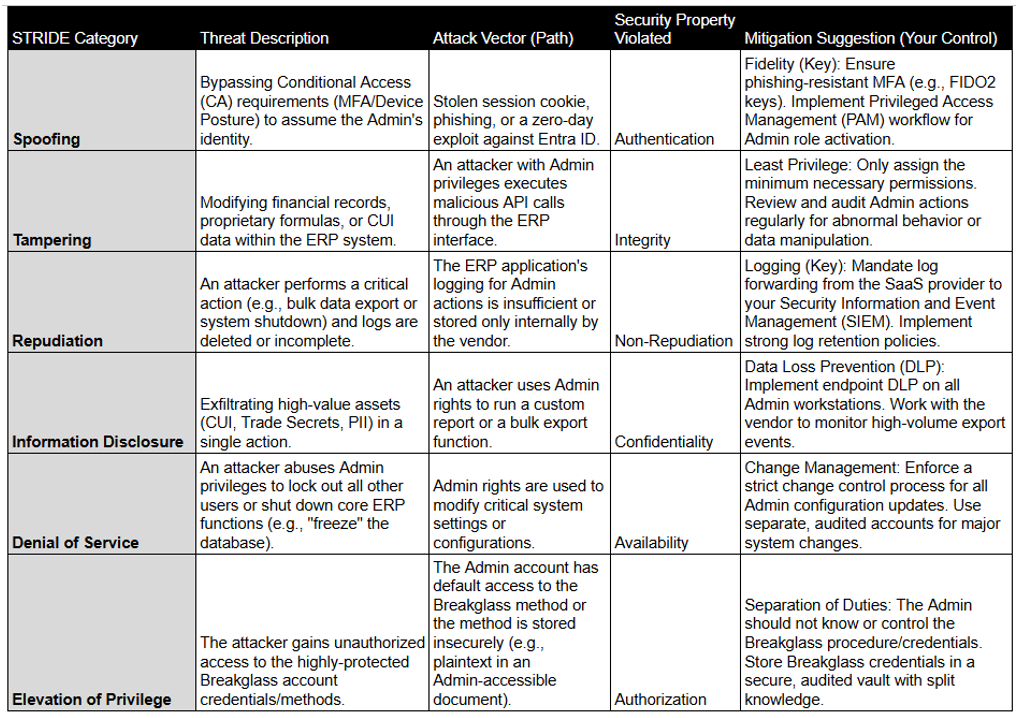 STRIDE Category
Threat Description
Attack Vector (Path)
Security Property
Violated
Mitigation Suggestion (Your Control)
Spoofing
Bypassing Conditional Access
(CA) requirements (MFA/Device
Posture) to assume the Admin's
identity.
Stolen session cookie,
phishing, or a zero-day
exploit against Entra ID.
Authentication
Fidelity (Key): Ensure
phishing-resistant MFA (e.g., FIDO2
keys). Implement Privileged Access
Management (PAM) workflow for
Admin role activation.
Tampering
Modifying financial records,
proprietary formulas, or CUI
data within the ERP system.
An attacker with Admin
privileges executes
malicious API calls
through the ERP
interface.
Integrity
Least Privilege: Only assign the
minimum necessary permissions.
Review and audit Admin actions
regularly for abnormal behavior or
data manipulation.
Repudiation
An attacker performs a critical
action (e.g., bulk data export or
system shutdown) and logs are
deleted or incomplete.
The ERP application's
logging for Admin
actions is insufficient or
stored only internally by
the vendor.
Non-Repudiation
Logging (Key): Mandate log
forwarding from the SaaS provider to
your Security Information and Event
Management (SIEM). Implement
strong log retention policies.
Information Disclosure
Exfiltrating high-value assets
(CUI, Trade Secrets, PII) in a
single action.
An attacker uses Admin
rights to run a custom
report or a bulk export
function.
Confidentiality
Data Loss Prevention (DLP):
Implement endpoint DLP on all
Admin workstations. Work with the
vendor to monitor high-volume export
events.
Denial of Service
An attacker abuses Admin
privileges to lock out all other
users or shut down core ERP
functions (e.g., "freeze" the
database).
Admin rights are used to
modify critical system
settings or
configurations.
Availability
Change Management: Enforce a
strict change control process for all
Admin configuration updates. Use
separate, audited accounts for major
system changes.
Elevation of Privilege
The attacker gains unauthorized
access to the highly-protected
Breakglass account
credentials/methods.
The Admin account has
default access to the
Breakglass method or
the method is stored
insecurely (e.g.,
plaintext in an
Admin-accessible
document).
Authorization
Separation of Duties: The Admin
should not know or control the
Breakglass procedure/credentials.
Store Breakglass credentials in a
secure, audited vault with split
knowledge.